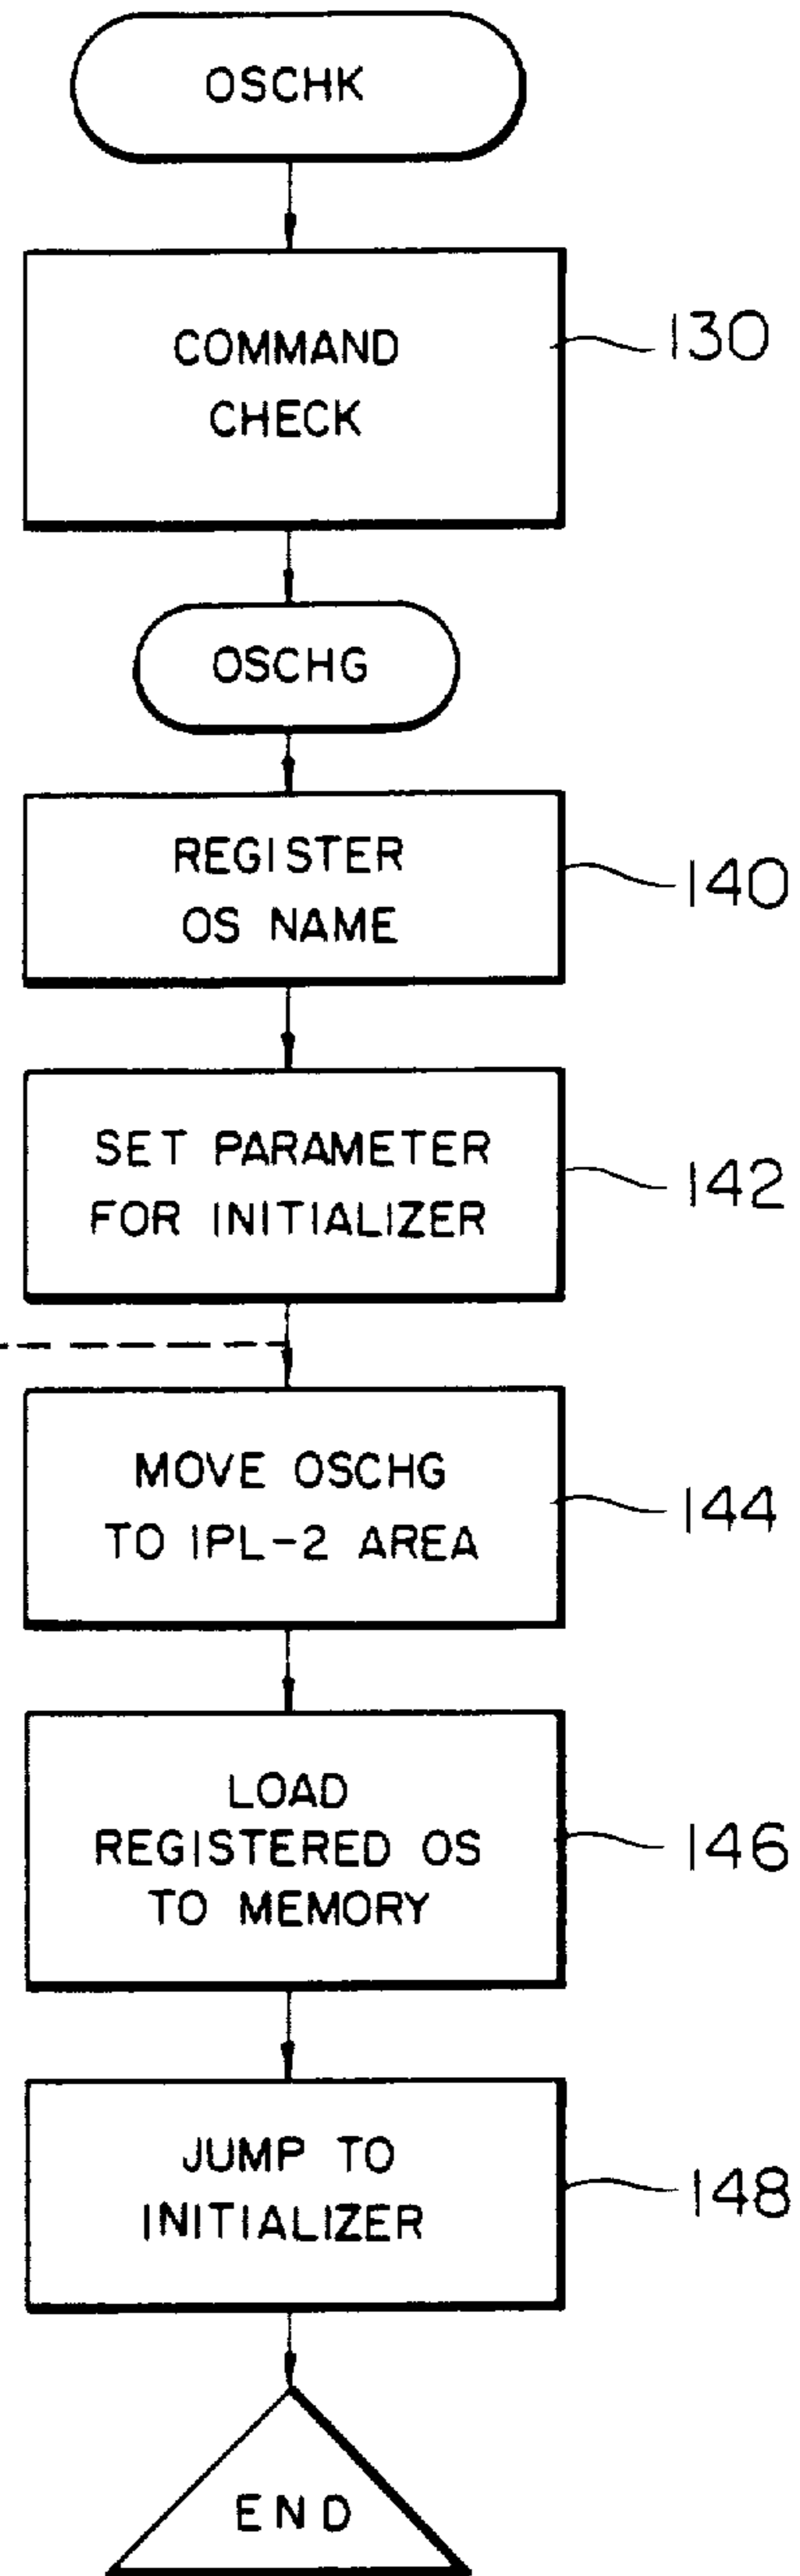 OSCHK
COMMAND
CHECK
130
OSCHG
REGISTER
OS NAME
140
SET PARAMETER
FOR INITIALIZER
142
MOVE OSCHG
TO IPL-2 AREA
144
LOAD
REGISTERED OS
TO MEMORY
146
JUMP TO
INITIALIZER
148
END